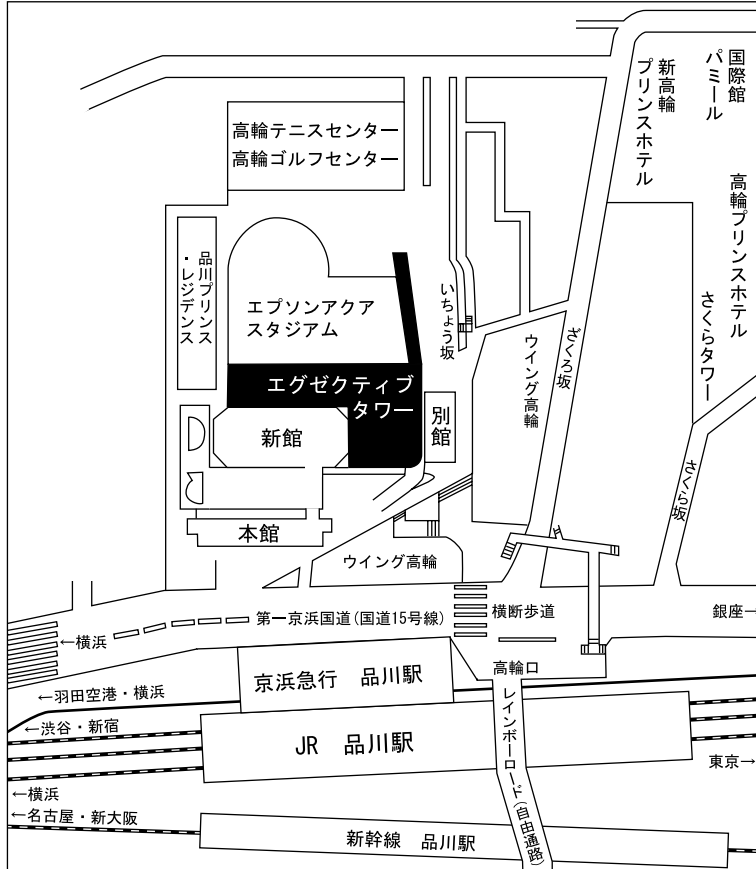 国際館
パミール
新高輪
プリンスホテル
高輪テニスセンター
高輪ゴルフセンター
高輪プリンスホテル
さくらタワー
品川プリンス
・レジデンス
エプソンアクア
スタジアム
いちょう坂
ざくろ坂
ウイング高輪
エグゼクティブ
タワー
別館
新館
さくら坂
本館
ウイング高輪
第一京浜国道(国道15号線)
横断歩道
銀座→
←横浜
京浜急行 品川駅
高輪口
←羽田空港・横浜
←渋谷・新宿
JR 品川駅
レインボーロード(自由通路)
東京→
←横浜
←名古屋・新大阪
新幹線 品川駅